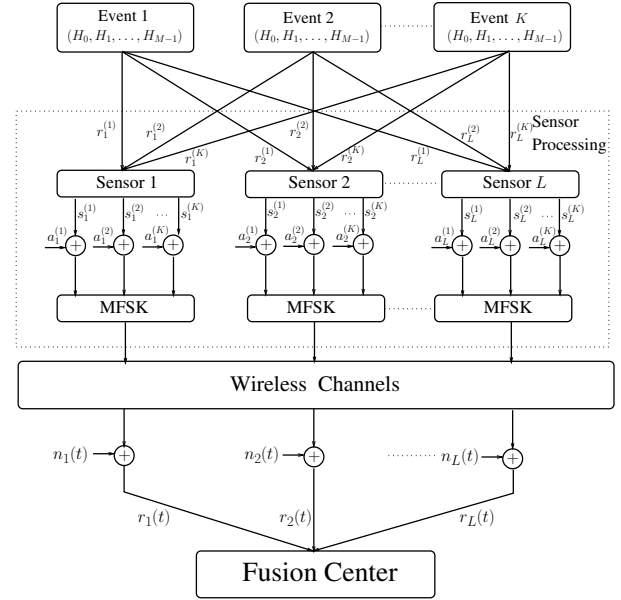 Event 1 Event 2 Event K
(H_0, H_1, . . . , H_{M−1}) (H_0, H_1, . . . , H_{M−1}) (H_0, H_1, . . . , H_{M−1})
Sensor
Processing
r_1^{(1)} r_1^{(2)} r_1^{(K)} r_2^{(1)} r_2^{(2)} r_2^{(K)} r_L^{(1)} r_L^{(2)} r_L^{(K)}
Sensor 1 Sensor 2 Sensor L
s_1^{(1)} s_1^{(2)} ... s_1^{(K)} s_2^{(1)} s_2^{(2)} ... s_2^{(K)} s_L^{(1)} s_L^{(2)} ... s_L^{(K)}
a_1^{(1)} + a_1^{(2)} + a_1^{(K)} + a_2^{(1)} + a_2^{(2)} + a_2^{(K)} + a_L^{(1)} + a_L^{(2)} + a_L^{(K)} +
MFSK MFSK MFSK
Wireless Channels
n_1(t) + n_2(t) + n_L(t) +
r_1(t) r_2(t) r_L(t)
Fusion Center